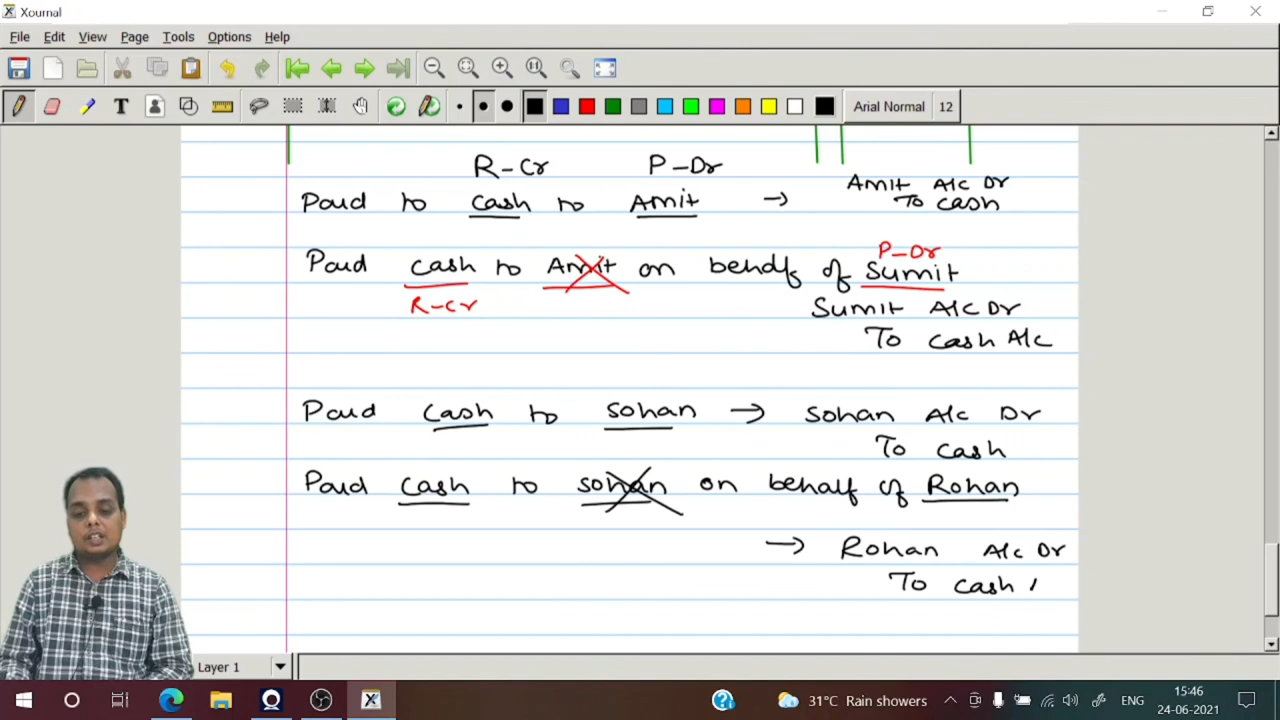 Xournal
File Edit View Page Tools Options Help
T Arial Normal 12
R-Cr P-Dr
Paid to cash to Amit → Amit A/c Dr
To cash
P-Dr
Paid cash to Amit on behalf of Sumit
R-cr
Sumit A/c Dr
To cash A/c
Paid cash to sohan → sohan A/c Dr
To cash
Paid cash to sohan on behalf of Rohan
→ Rohan A/c Dr
To cash
Layer 1
31°C Rain showers ENG 15:46
24-06-2021